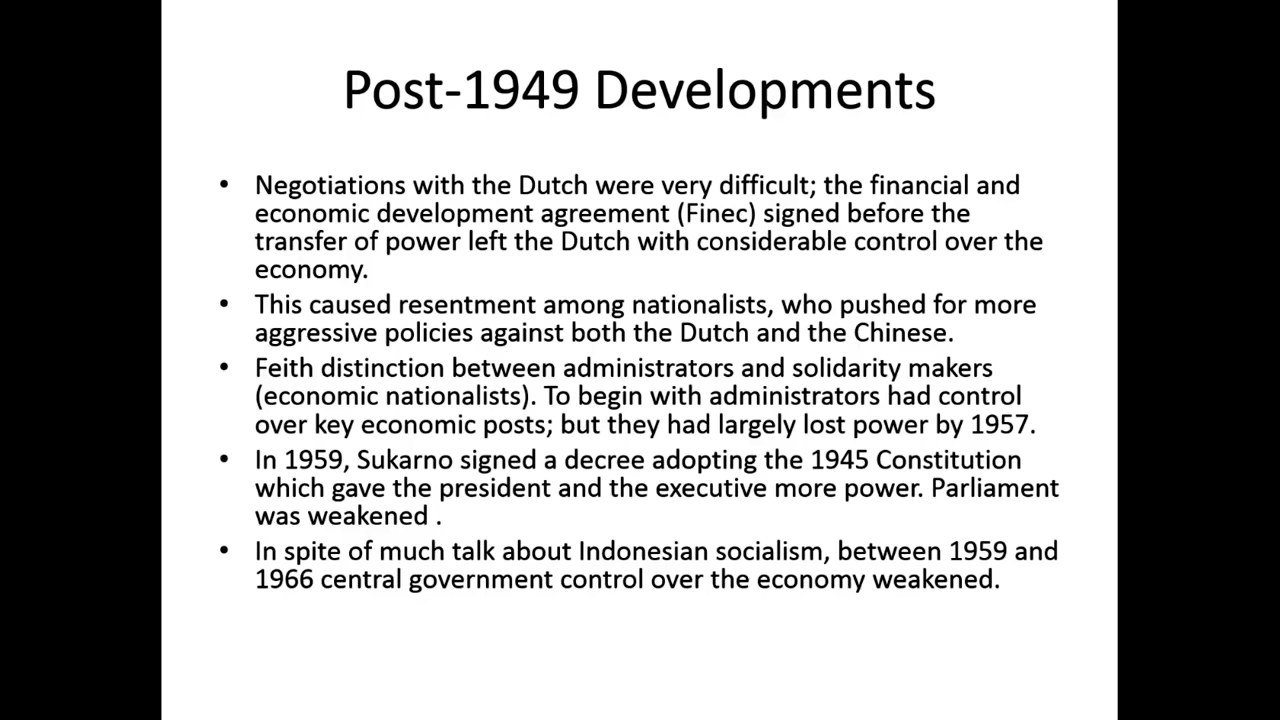 Post-1949 Developments
• Negotiations with the Dutch were very difficult; the financial and
economic development agreement (Finec) signed before the
transfer of power left the Dutch with considerable control over the
economy.
• This caused resentment among nationalists, who pushed for more
aggressive policies against both the Dutch and the Chinese.
• Feith distinction between administrators and solidarity makers
(economic nationalists). To begin with administrators had control
over key economic posts; but they had largely lost power by 1957.
• In 1959, Sukarno signed a decree adopting the 1945 Constitution
which gave the president and the executive more power. Parliament
was weakened .
• In spite of much talk about Indonesian socialism, between 1959 and
1966 central government control over the economy weakened.